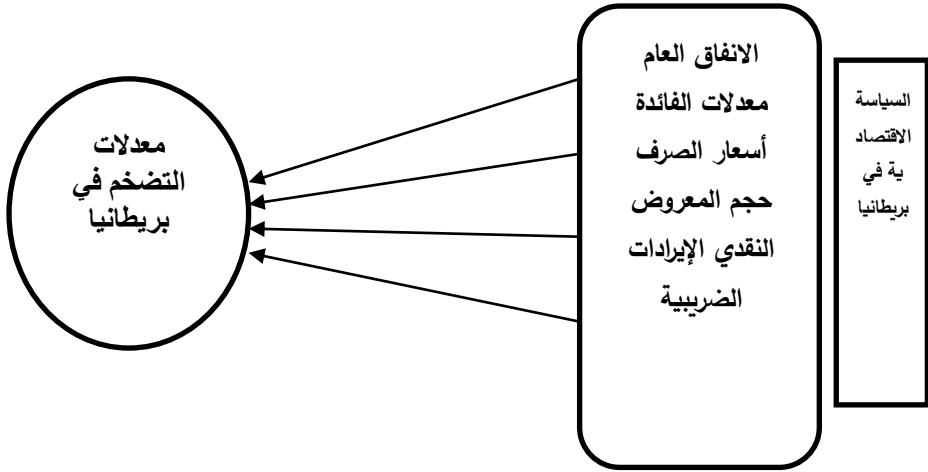 السياسة
الاقتصاد
ية في
بريطانيا
الانفاق العام
معدلات الفائدة
أسعار الصرف
حجم المعروض
النقدي الإيرادات
الضريبية
معدلات
التضخم في
بريطانيا